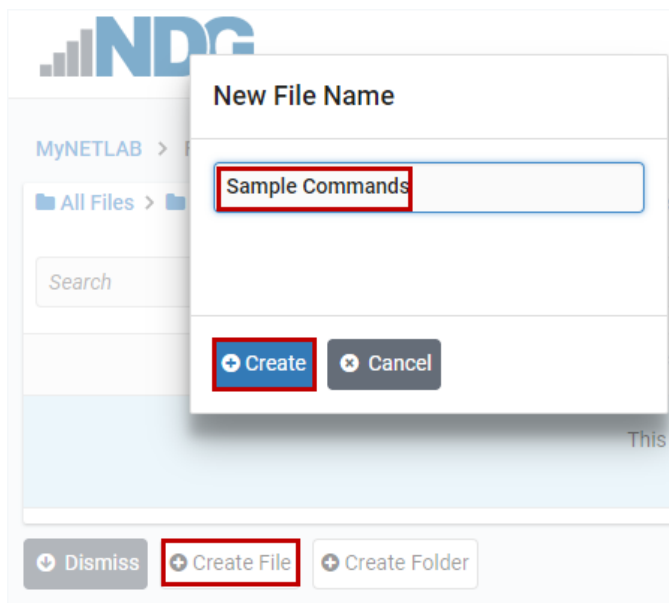 NDG
New File Name
MyNETLAB >
Sample Commands
All Files >
Search
Create Cancel
This
Dismiss Create File Create Folder